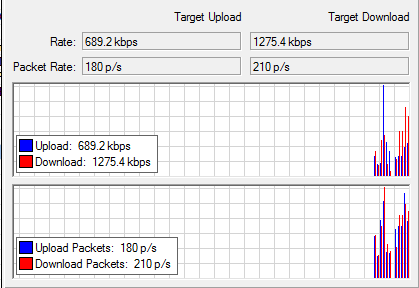 Target Upload Target Download
Rate: 689.2 kbps 1275.4 kbps
Packet Rate: 180 p/s 210 p/s
Upload: 689.2 kbps
Download: 1275.4 kbps
Upload Packets: 180 p/s
Download Packets: 210 p/s